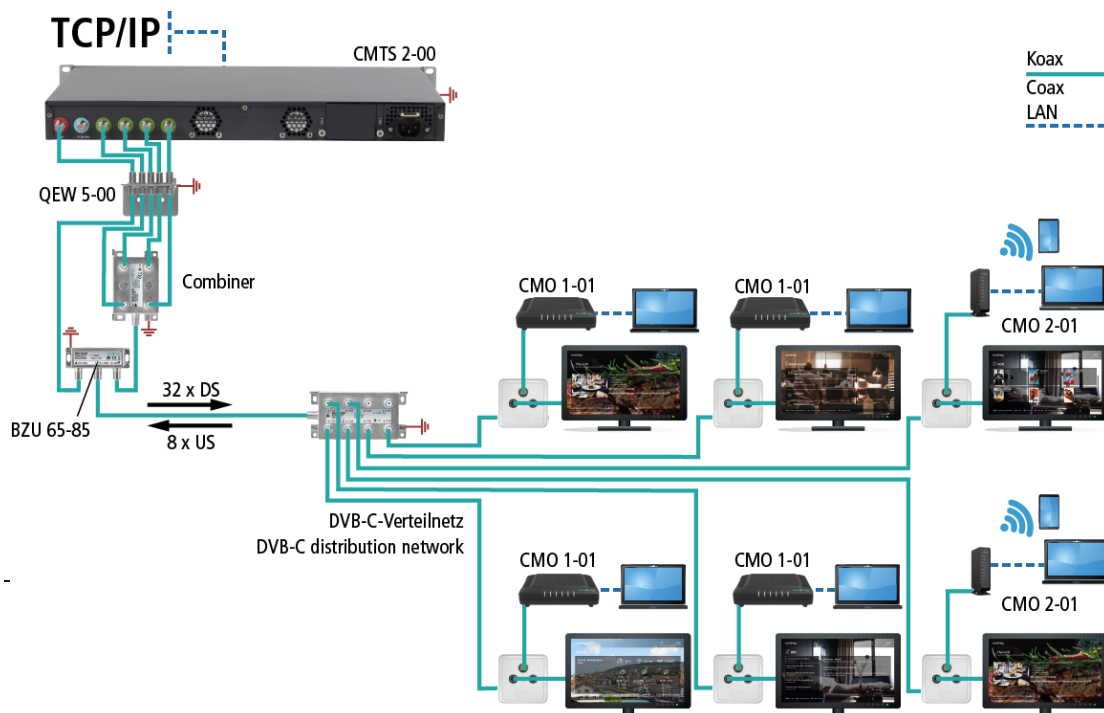 TCP/IP
CMTS 2-00
Koax
Coax
LAN
QEW 5-00
Combiner
BZU 65-85
32 x DS
8 x US
CMO 1-01
CMO 1-01
CMO 2-01
DVB-C-Verteilnetz
DVB-C distribution network
-
CMO 1-01
CMO 1-01
CMO 2-01